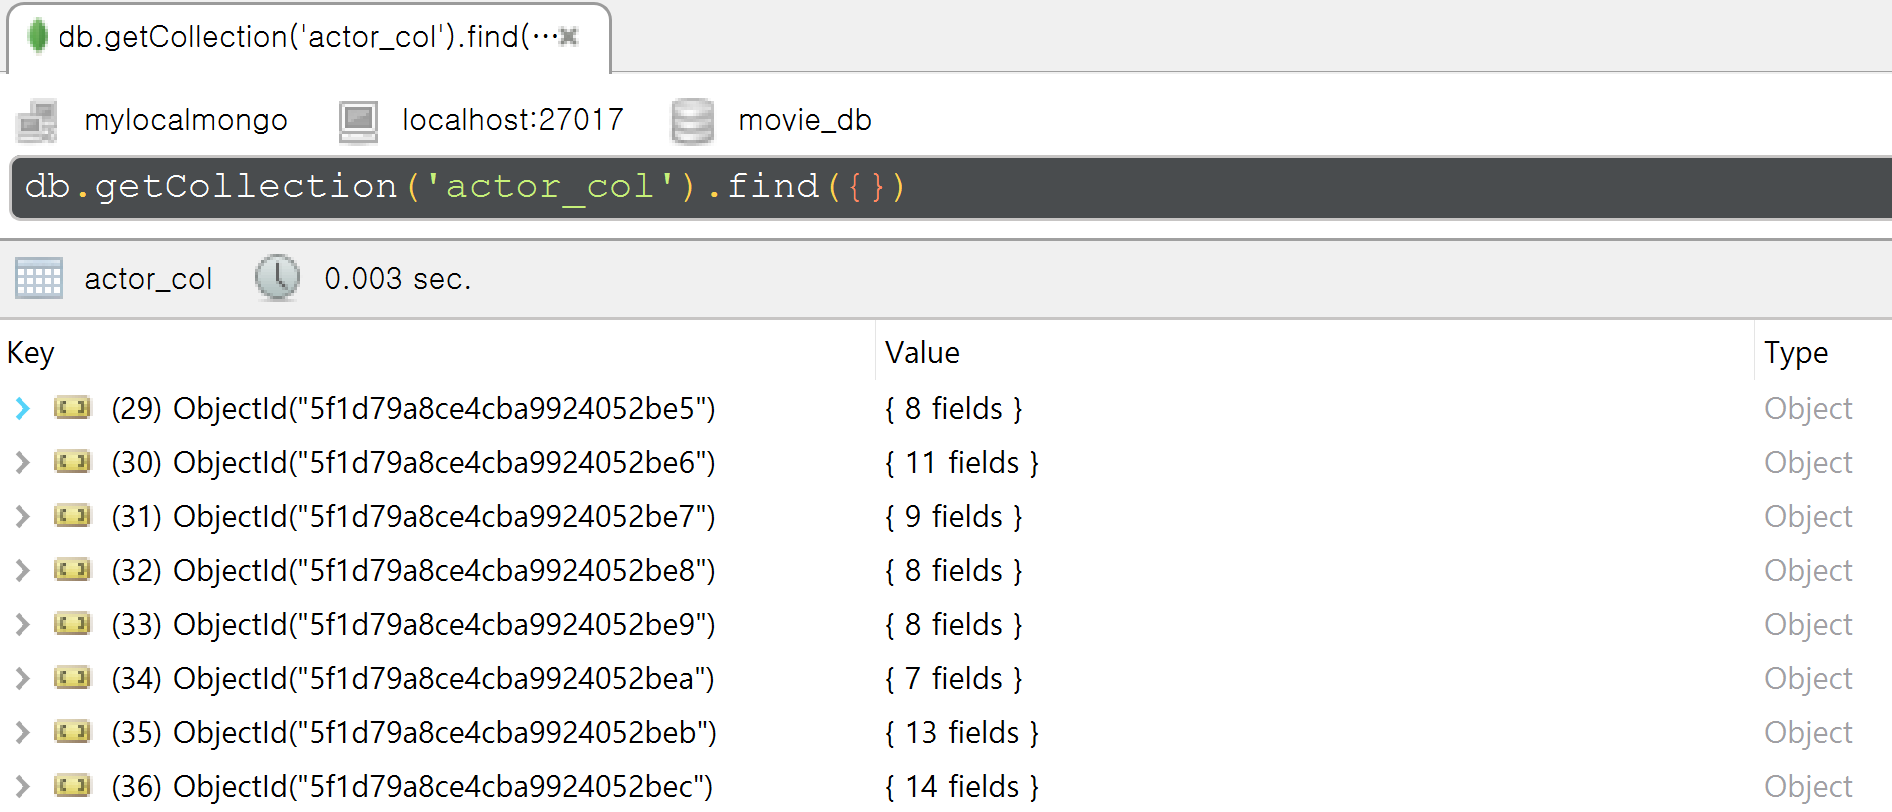 db.getCollection('actor_col').find(⋯
mylocalmongo localhost:27017 movie_db
db.getCollection('actor_col').find({})
actor_col 0.003 sec.
Key Value Type
(29) ObjectId("5f1d79a8ce4cba9924052be5") { 8 fields } Object
(30) ObjectId("5f1d79a8ce4cba9924052be6") { 11 fields } Object
(31) ObjectId("5f1d79a8ce4cba9924052be7") { 9 fields } Object
(32) ObjectId("5f1d79a8ce4cba9924052be8") { 8 fields } Object
(33) ObjectId("5f1d79a8ce4cba9924052be9") { 8 fields } Object
(34) ObjectId("5f1d79a8ce4cba9924052bea") { 7 fields } Object
(35) ObjectId("5f1d79a8ce4cba9924052beb") { 13 fields } Object
(36) ObjectId("5f1d79a8ce4cba9924052bec") { 14 fields } Object